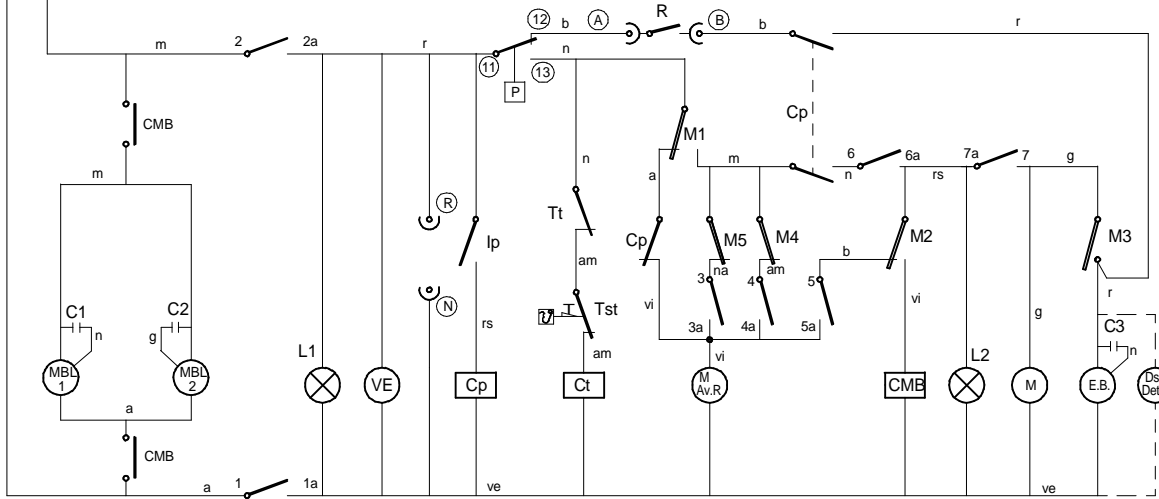 12
b
A
R
B
b
r
m
2
2a
r
11
n
13
P
CMB
Cp
M1
m
6
6a
7a
7
g
n
rs
m
n
a
R
Ip
Tt
Cp
M5
M4
M2
M3
na
am
b
am
3
4
5
r
N
C1
C2
n
g
T
Tst
vi
vi
C3
n
rs
3a
4a
5a
g
L1
am
vi
L2
MBL
1
MBL
2
VE
Cp
Ct
M
Av.R
CMB
M
E.B.
Ds
Det
a
CMB
a
1
1a
ve
ve